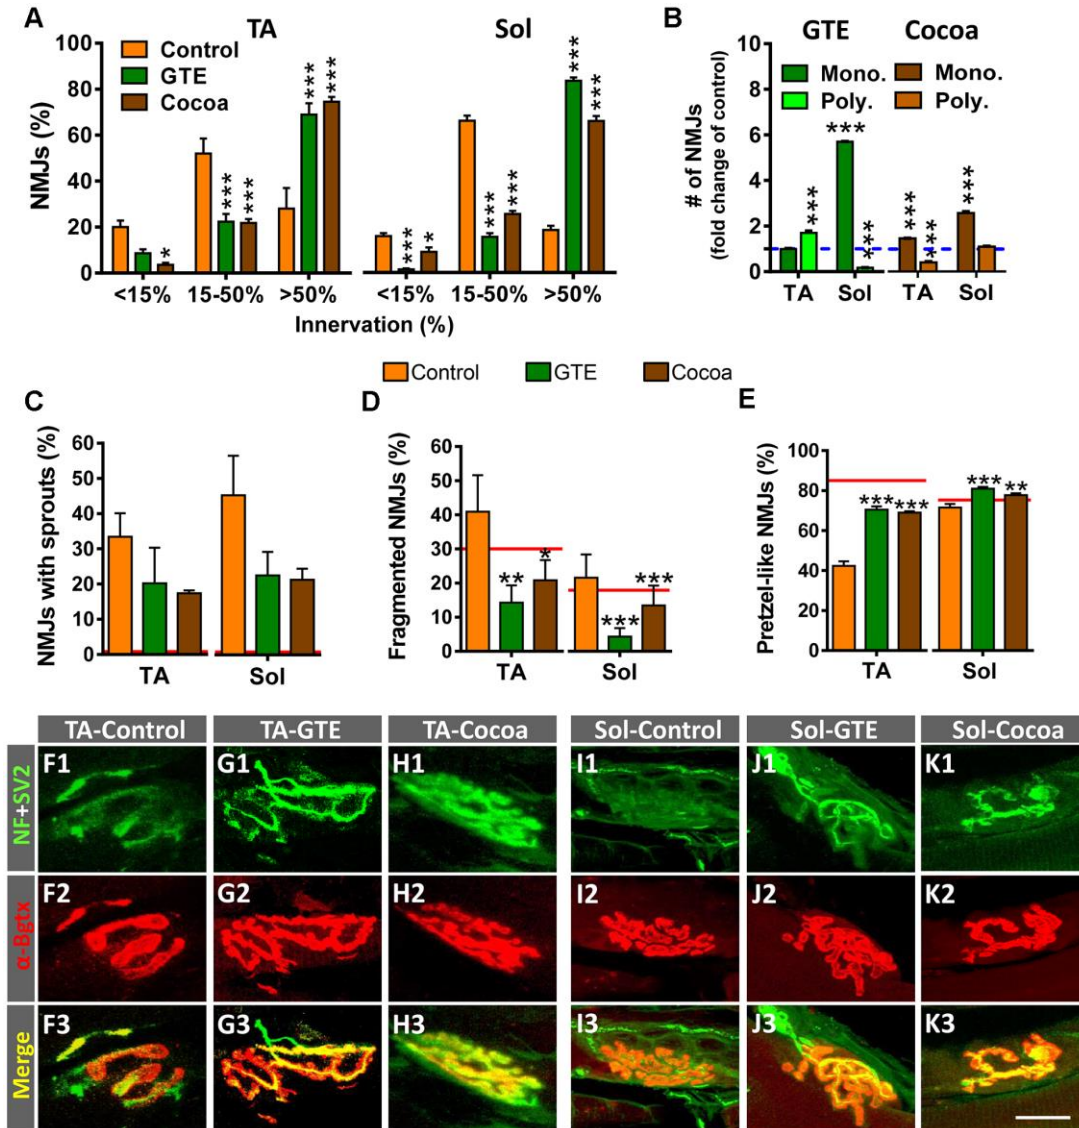 A
TA
Sol
Control
GTE
Cocoa
NMJs (%)
100
80
60
40
20
0
*
***
***
***
***
***
*
***
***
***
***
<15% 15-50% >50% <15% 15-50% >50%
Innervation (%)
B
GTE Cocoa
Mono. Mono.
Poly. Poly.
# of NMJs
(fold change of control)
10
8
6
4
2
0
***
***
***
***
***
***
TA Sol TA Sol
Control GTE Cocoa
C
NMJs with sprouts (%)
60
50
40
30
20
10
0
TA Sol
D
Fragmented NMJs (%)
60
50
40
30
20
10
0
**
*
***
***
TA Sol
E
Pretzel-like NMJs (%)
100
80
60
40
20
0
***
***
***
**
TA Sol
TA-Control TA-GTE TA-Cocoa Sol-Control Sol-GTE Sol-Cocoa
NF+SV2
F1 G1 H1 I1 J1 K1
α-Bgtx
F2 G2 H2 I2 J2 K2
Merge
F3 G3 H3 I3 J3 K3